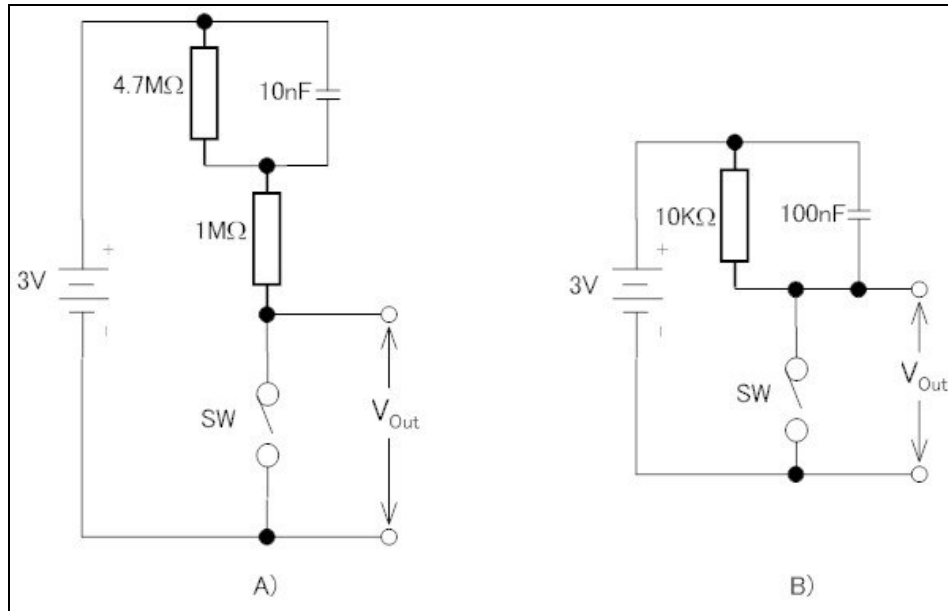 4.7MΩ
10nF
1MΩ
+
3V
SW
V_Out
A)
10KΩ
100nF
+
3V
SW
V_Out
B)